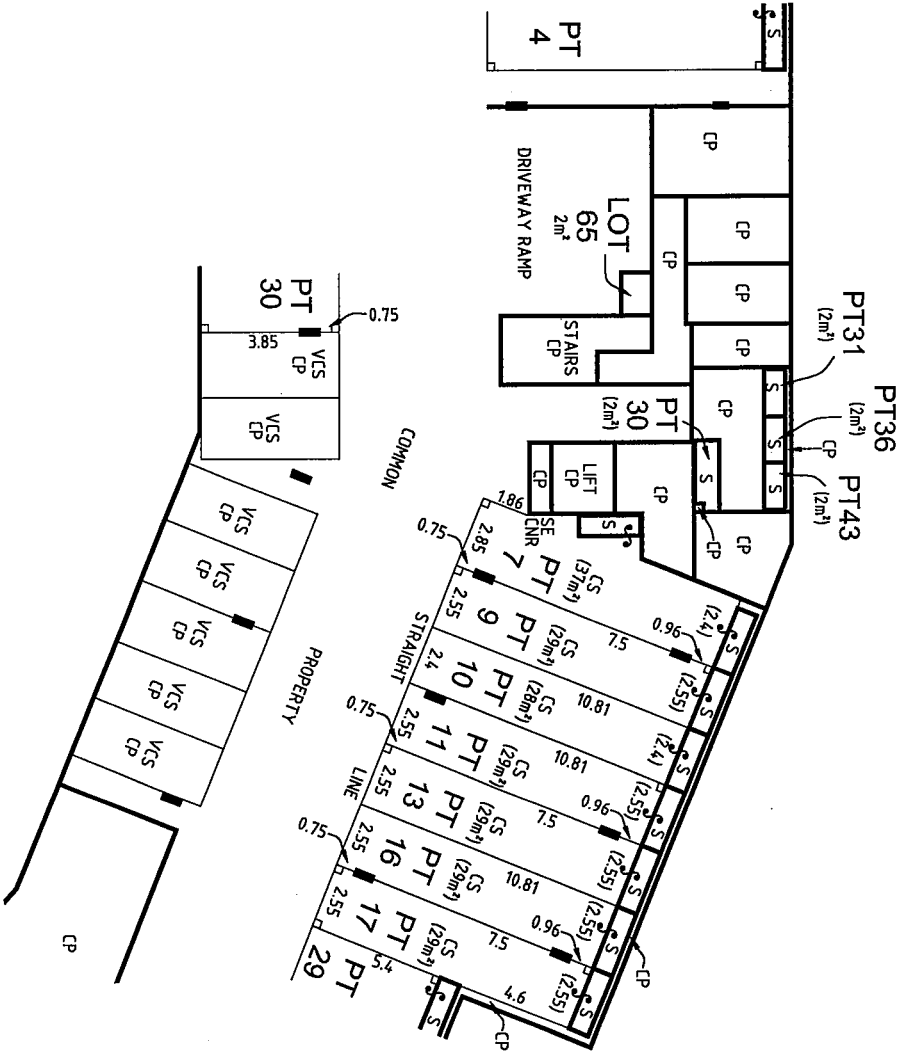 S
PT
4
CP
DRIVEWAY RAMP
LOT
65
2m²
CP
CP
CP
CP
STAIRS
CP
PT31
(2m²)
PT36
(2m²)
PT43
(2m²)
CP
S
S
S
CP
PT
30
(2m²)
S
CP
CP
CP
LIFT
CP
CP
S
PT
30
0.75
3.85
VCS
CP
VCS
CP
COMMON
PROPERTY
VCS
CP
VCS
CP
VCS
CP
VCS
CP
VCS
CP
CP
1.86
SE
CNR
STRAIGHT
LINE
0.75
2.85
PT
7
CS
(37m²)
7.5
0.96
(2.4)
S
2.55
PT
9
CS
(29m²)
10.81
(2.55)
S
2.4
PT
10
CS
(28m²)
10.81
(2.4)
S
0.75
2.55
PT
11
CS
(29m²)
7.5
0.96
(2.55)
S
2.55
PT
13
CS
(29m²)
10.81
(2.55)
S
0.75
2.55
PT
16
CS
(29m²)
7.5
0.96
(2.55)
S
2.55
PT
17
CS
(29m²)
5.4
4.6
(2.55)
S
CP
PT
29
S
CP